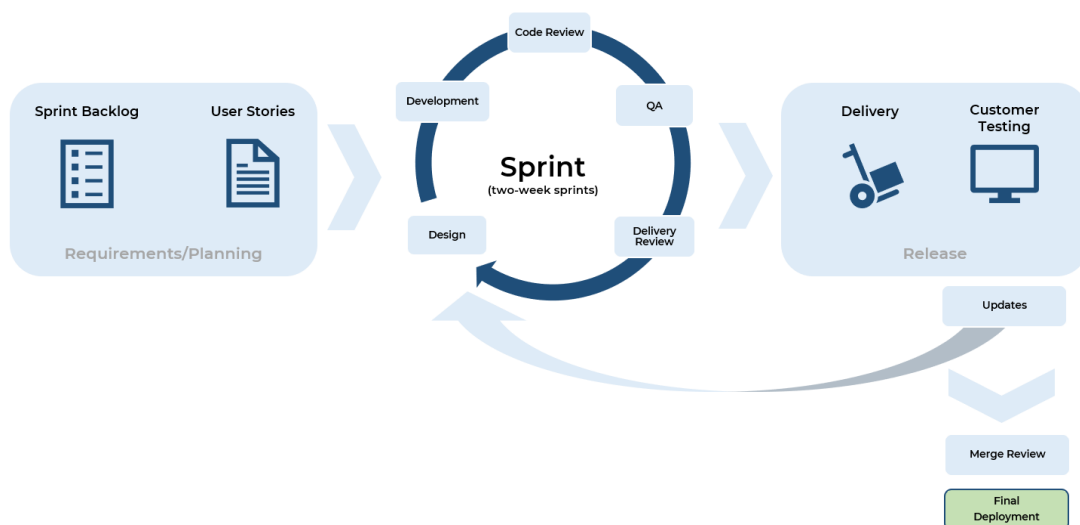 Code Review
Sprint Backlog
User Stories
Development
QA
Delivery
Customer
Testing
Sprint
(two-week sprints)
Design
Delivery
Review
Requirements/Planning
Release
Updates
Merge Review
Final
Deployment